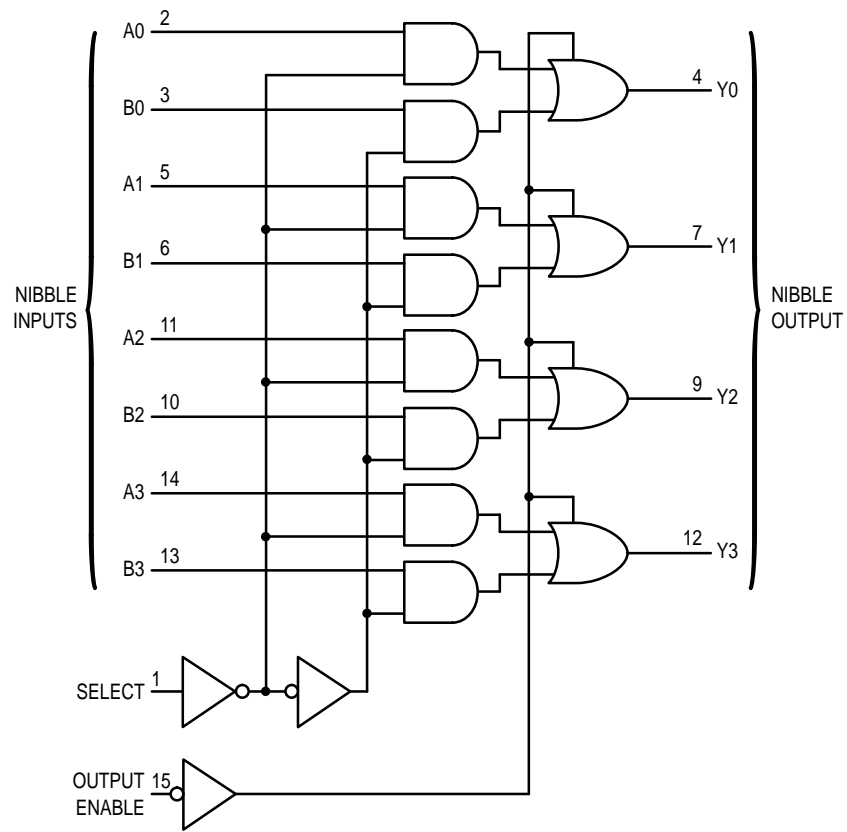 A0 2
B0 3
4 Y0
A1 5
B1 6
7 Y1
NIBBLE
INPUTS
NIBBLE
OUTPUT
A2 11
B2 10
9 Y2
A3 14
B3 13
12 Y3
SELECT 1
OUTPUT 15
ENABLE